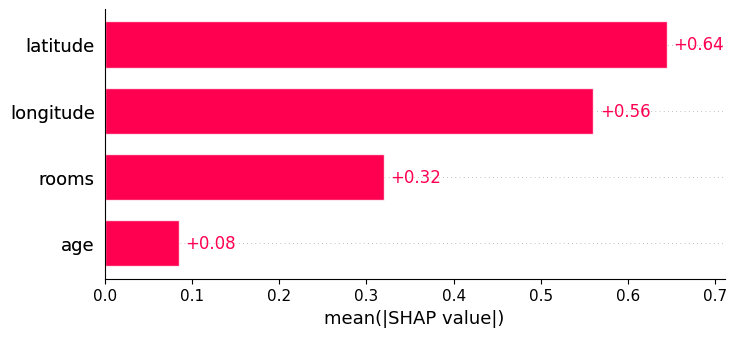 latitude +0.64
longitude +0.56
rooms +0.32
age +0.08
0.0 0.1 0.2 0.3 0.4 0.5 0.6 0.7
mean(|SHAP value|)